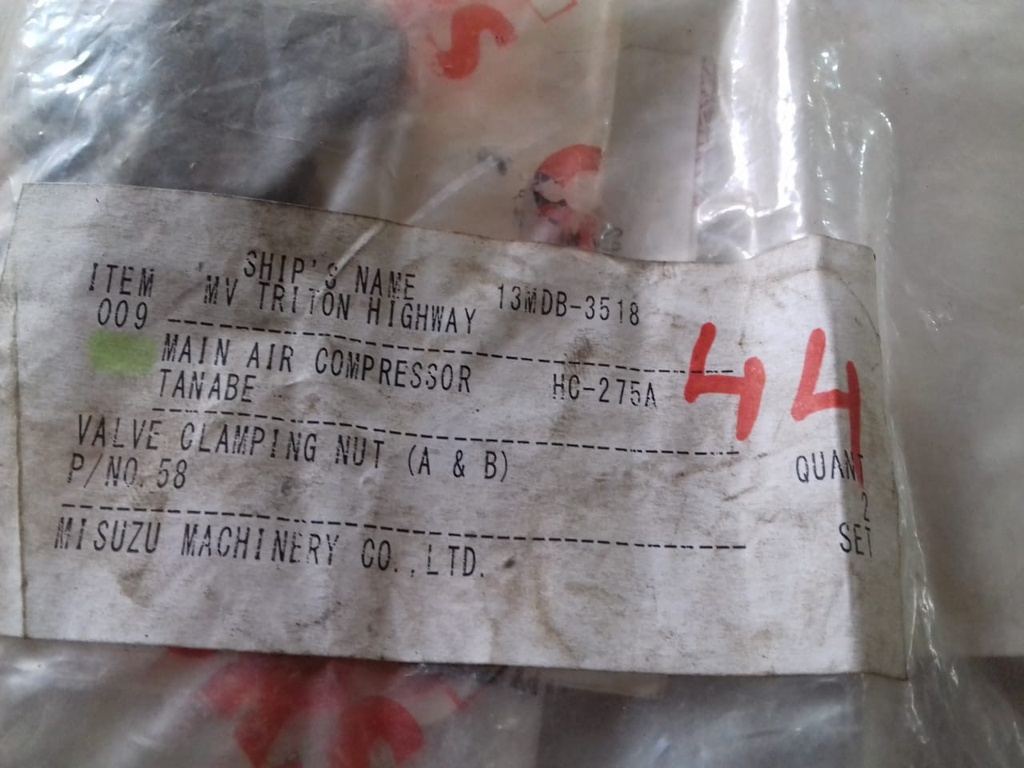 SHIP'S NAME
ITEM MV TRITON HIGHWAY 13MDB-3518
009
MAIN AIR COMPRESSOR HC-275A
TANABE
44
VALVE CLAMPING NUT (A & B) QUANT
P/NO.58 2
SET
MISUZU MACHINERY CO.,LTD.